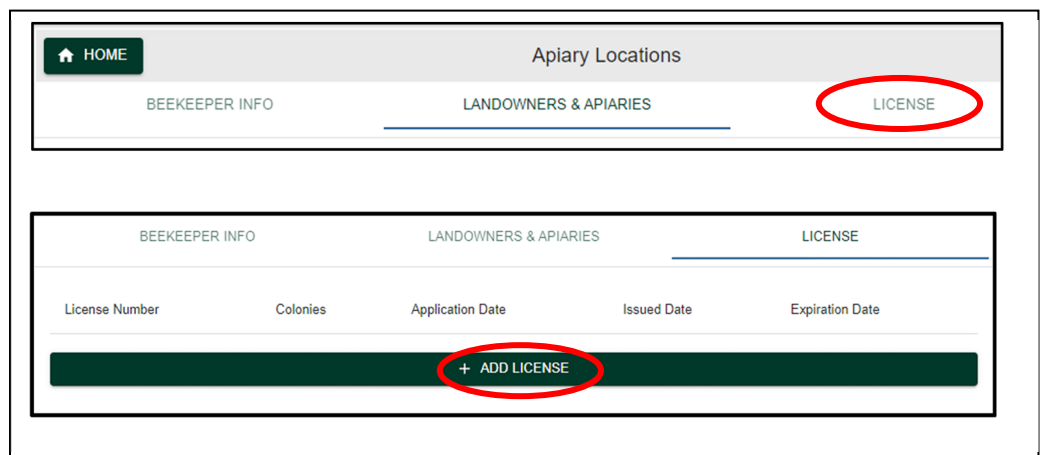 HOME
Apiary Locations
BEEKEEPER INFO LANDOWNERS & APIARIES LICENSE
BEEKEEPER INFO LANDOWNERS & APIARIES LICENSE
License Number Colonies Application Date Issued Date Expiration Date
+ ADD LICENSE